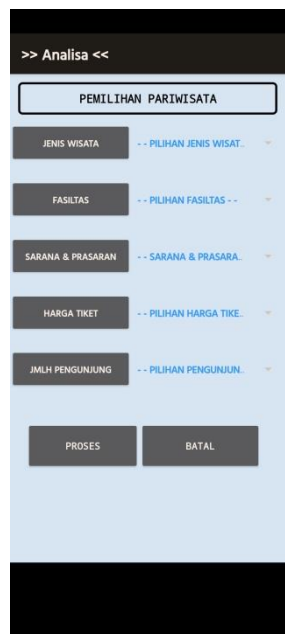 >> Analisa <<
PEMILIHAN PARIWISATA
JENIS WISATA - - PILIHAN JENIS WISAT..
FASILTAS - - PILIHAN FASILTAS - -
SARANA & PRASARAN - - SARANA & PRASARA..
HARGA TIKET - - PILIHAN HARGA TIKE..
JMLH PENGUNJUNG - - PILIHAN PENGUNJUN..
PROSES BATAL